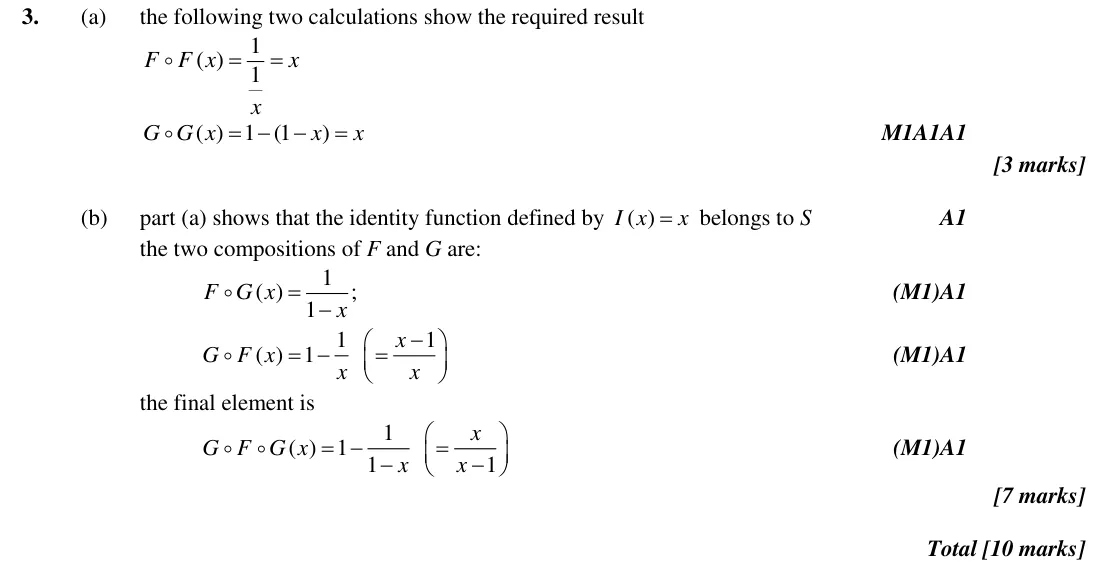 3. (a) the following two calculations show the required result
F ∘ F(x) = 1/(1/x) = x
G ∘ G(x) = 1 − (1 − x) = x M1A1A1
[3 marks]
(b) part (a) shows that the identity function defined by I(x) = x belongs to S A1
the two compositions of F and G are:
F ∘ G(x) = 1/(1 − x); (M1)A1
G ∘ F(x) = 1 − 1/x (= (x − 1)/x) (M1)A1
the final element is
G ∘ F ∘ G(x) = 1 − 1/(1 − x) (= x/(x − 1)) (M1)A1
[7 marks]
Total [10 marks]